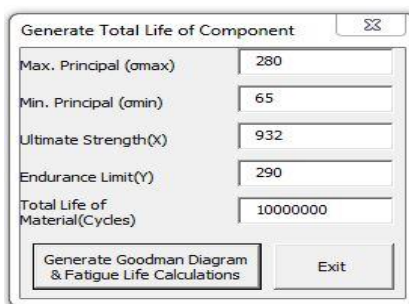 Generate Total Life of Component
Max. Principal (σmax) 280
Min. Principal (σmin) 65
Ultimate Strength(X) 932
Endurance Limit(Y) 290
Total Life of
Material(Cycles) 10000000
Generate Goodman Diagram
& Fatigue Life Calculations
Exit